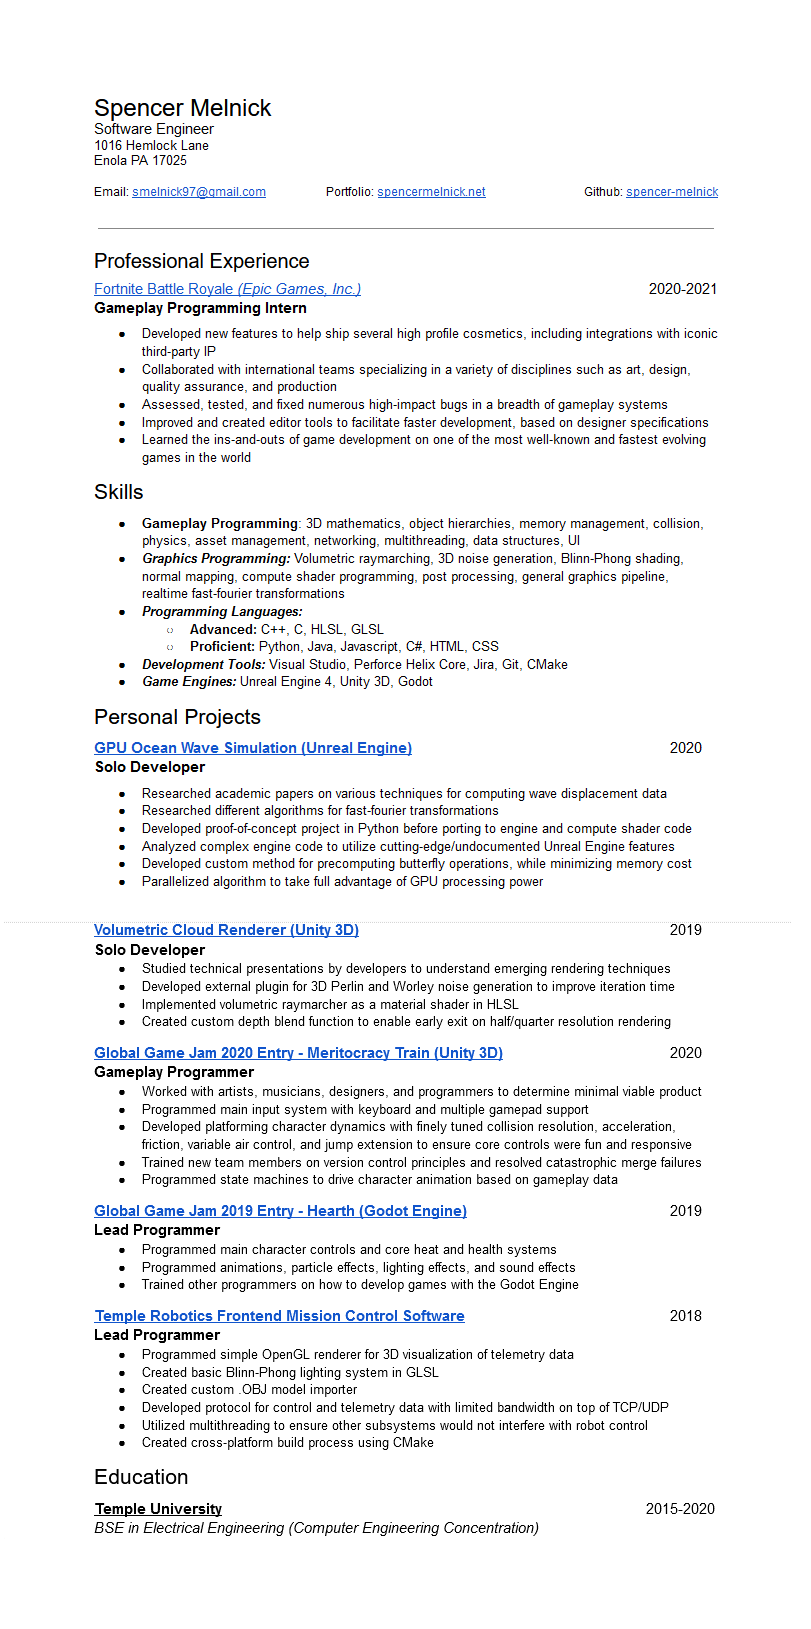 Spencer Melnick
Software Engineer
1016 Hemlock Lane
Enola PA 17025
Email: smelnick97@gmail.com Portfolio: spencermelnick.net Github: spencer-melnick
Professional Experience
Fortnite Battle Royale (Epic Games, Inc.) 2020-2021
Gameplay Programming Intern
● Developed new features to help ship several high profile cosmetics, including integrations with iconic
third-party IP
● Collaborated with international teams specializing in a variety of disciplines such as art, design,
quality assurance, and production
● Assessed, tested, and fixed numerous high-impact bugs in a breadth of gameplay systems
● Improved and created editor tools to facilitate faster development, based on designer specifications
● Learned the ins-and-outs of game development on one of the most well-known and fastest evolving
games in the world
Skills
● Gameplay Programming: 3D mathematics, object hierarchies, memory management, collision,
physics, asset management, networking, multithreading, data structures, UI
● Graphics Programming: Volumetric raymarching, 3D noise generation, Blinn-Phong shading,
normal mapping, compute shader programming, post processing, general graphics pipeline,
realtime fast-fourier transformations
● Programming Languages:
○ Advanced: C++, C, HLSL, GLSL
○ Proficient: Python, Java, Javascript, C#, HTML, CSS
● Development Tools: Visual Studio, Perforce Helix Core, Jira, Git, CMake
● Game Engines: Unreal Engine 4, Unity 3D, Godot
Personal Projects
GPU Ocean Wave Simulation (Unreal Engine) 2020
Solo Developer
● Researched academic papers on various techniques for computing wave displacement data
● Researched different algorithms for fast-fourier transformations
● Developed proof-of-concept project in Python before porting to engine and compute shader code
● Analyzed complex engine code to utilize cutting-edge/undocumented Unreal Engine features
● Developed custom method for precomputing butterfly operations, while minimizing memory cost
● Parallelized algorithm to take full advantage of GPU processing power
Volumetric Cloud Renderer (Unity 3D) 2019
Solo Developer
● Studied technical presentations by developers to understand emerging rendering techniques
● Developed external plugin for 3D Perlin and Worley noise generation to improve iteration time
● Implemented volumetric raymarcher as a material shader in HLSL
● Created custom depth blend function to enable early exit on half/quarter resolution rendering
Global Game Jam 2020 Entry - Meritocracy Train (Unity 3D) 2020
Gameplay Programmer
● Worked with artists, musicians, designers, and programmers to determine minimal viable product
● Programmed main input system with keyboard and multiple gamepad support
● Developed platforming character dynamics with finely tuned collision resolution, acceleration,
friction, variable air control, and jump extension to ensure core controls were fun and responsive
● Trained new team members on version control principles and resolved catastrophic merge failures
● Programmed state machines to drive character animation based on gameplay data
Global Game Jam 2019 Entry - Hearth (Godot Engine) 2019
Lead Programmer
● Programmed main character controls and core heat and health systems
● Programmed animations, particle effects, lighting effects, and sound effects
● Trained other programmers on how to develop games with the Godot Engine
Temple Robotics Frontend Mission Control Software 2018
Lead Programmer
● Programmed simple OpenGL renderer for 3D visualization of telemetry data
● Created basic Blinn-Phong lighting system in GLSL
● Created custom .OBJ model importer
● Developed protocol for control and telemetry data with limited bandwidth on top of TCP/UDP
● Utilized multithreading to ensure other subsystems would not interfere with robot control
● Created cross-platform build process using CMake
Education
Temple University 2015-2020
BSE in Electrical Engineering (Computer Engineering Concentration)